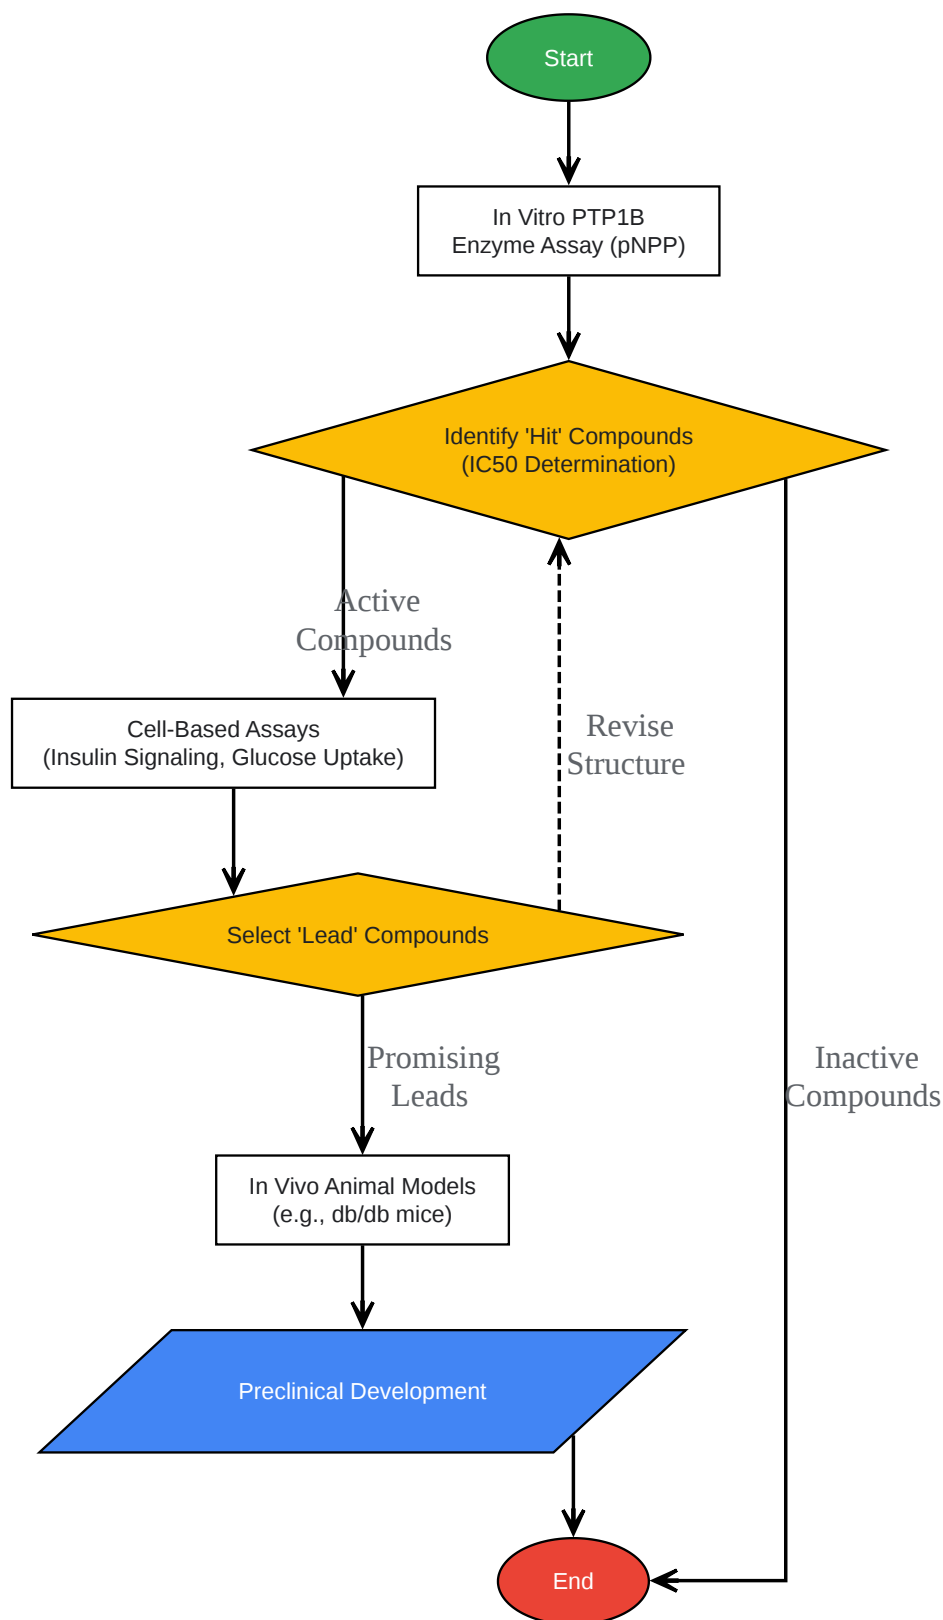 Start
In Vitro PTP1B
Enzyme Assay (pNPP)
Identify 'Hit' Compounds
(IC50 Determination)
Active
Compounds
Revise
Structure
Cell-Based Assays
(Insulin Signaling, Glucose Uptake)
Select 'Lead' Compounds
Promising
Leads
Inactive
Compounds
In Vivo Animal Models
(e.g., db/db mice)
Preclinical Development
End